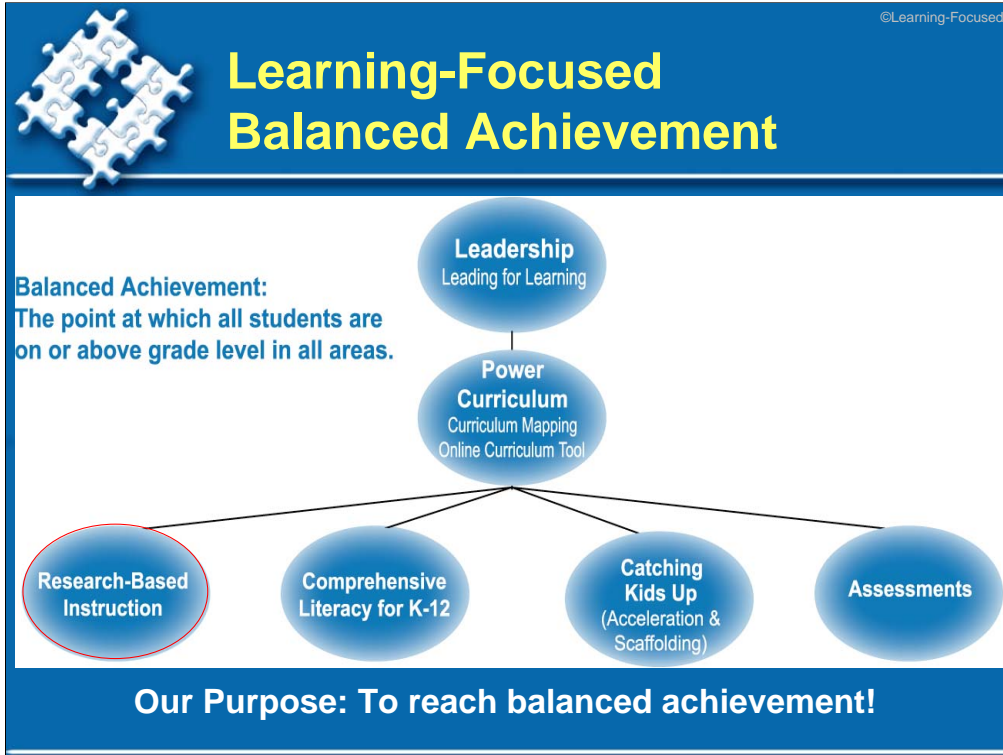 ©Learning-Focused
Learning-Focused
Balanced Achievement
Leadership
Leading for Learning
Balanced Achievement:
The point at which all students are
on or above grade level in all areas.
Power
Curriculum
Curriculum Mapping
Online Curriculum Tool
Research-Based
Instruction
Comprehensive
Literacy for K-12
Catching
Kids Up
(Acceleration &
Scaffolding)
Assessments
Our Purpose: To reach balanced achievement!